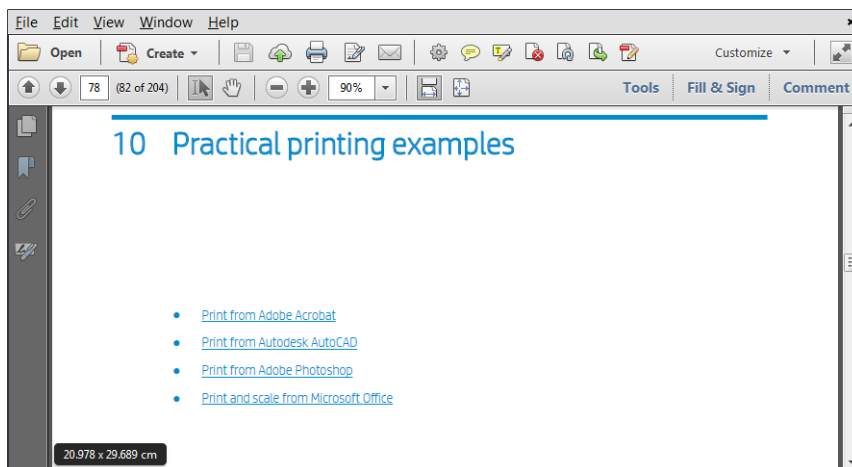 File Edit View Window Help
Open Create Customize
78 (82 of 204) 90% Tools Fill & Sign Comment
10 Practical printing examples
• Print from Adobe Acrobat
• Print from Autodesk AutoCAD
• Print from Adobe Photoshop
• Print and scale from Microsoft Office
20.978 x 29.689 cm